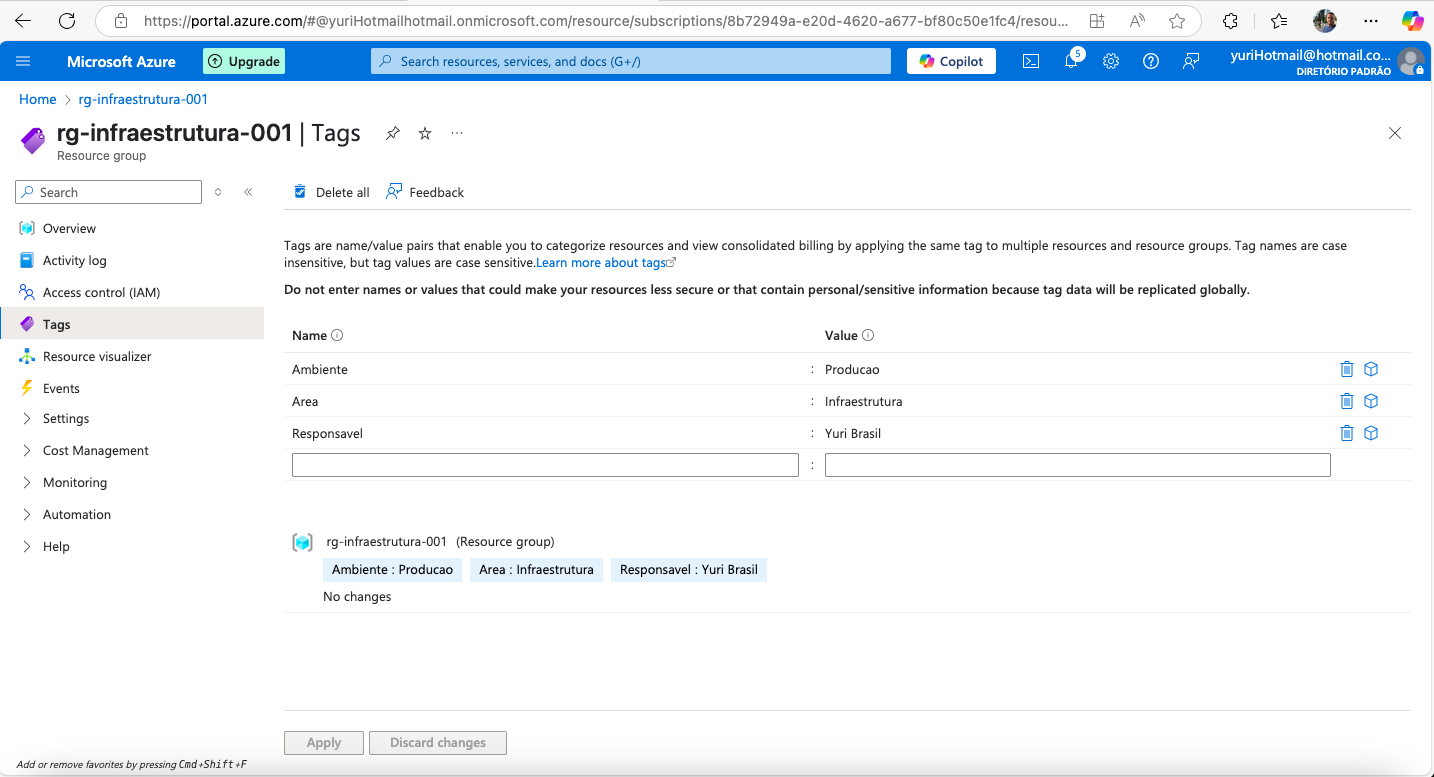 https://portal.azure.com/#@yuriHotmailhotmail.onmicrosoft.com/resource/subscriptions/8b72949a-e20d-4620-a677-bf80c50e1fc4/resou...
Microsoft Azure
Upgrade
Search resources, services, and docs (G+/)
Copilot
5
yuriHotmail@hotmail.co...
DIRETÓRIO PADRÃO
Home > rg-infraestrutura-001
rg-infraestrutura-001 | Tags
Resource group
Search
Delete all
Feedback
Overview
Activity log
Access control (IAM)
Tags
Resource visualizer
Events
Settings
Cost Management
Monitoring
Automation
Help
Tags are name/value pairs that enable you to categorize resources and view consolidated billing by applying the same tag to multiple resources and resource groups. Tag names are case
insensitive, but tag values are case sensitive.Learn more about tags
Do not enter names or values that could make your resources less secure or that contain personal/sensitive information because tag data will be replicated globally.
Name Value
Ambiente : Producao
Area : Infraestrutura
Responsavel : Yuri Brasil
:
rg-infraestrutura-001 (Resource group)
Ambiente : Producao Area : Infraestrutura Responsavel : Yuri Brasil
No changes
Apply Discard changes
Add or remove favorites by pressing Cmd+Shift+F